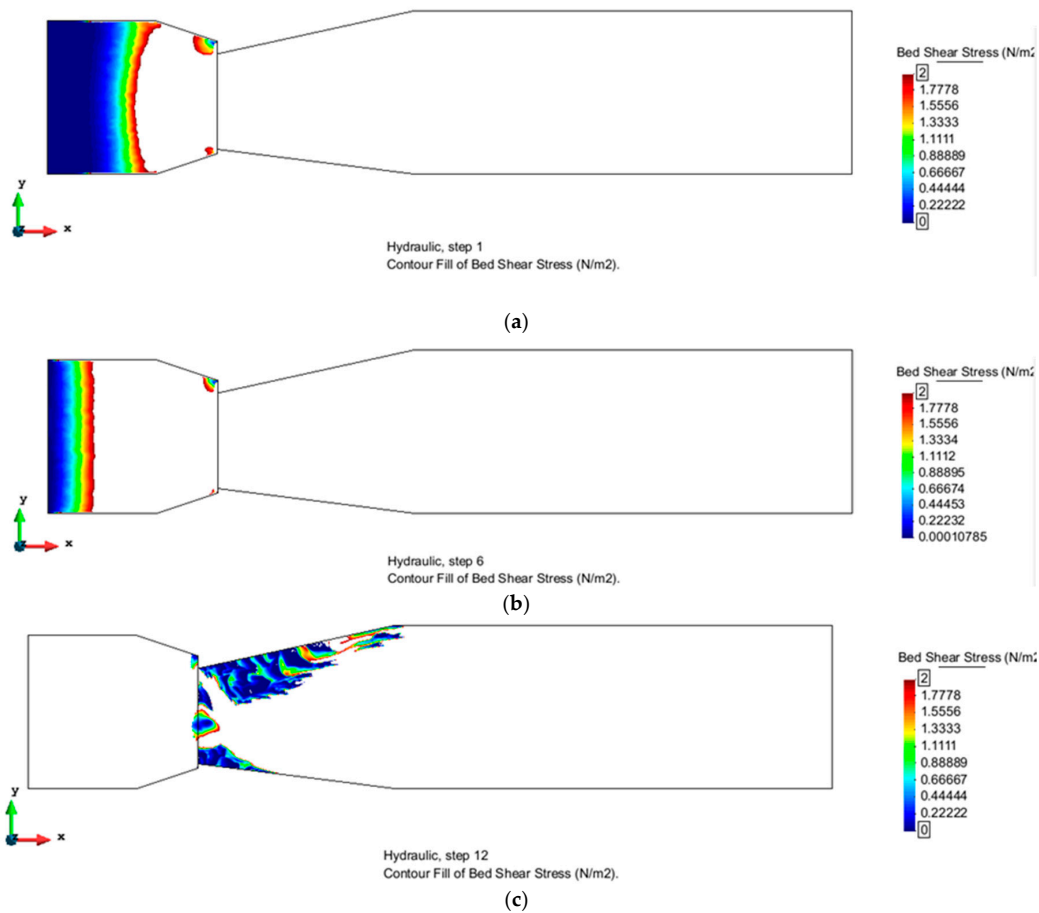 Bed Shear Stress (N/m2
2
1.7778
1.5556
1.3333
1.1111
0.88889
0.66667
0.44444
0.22222
0
y
x
Hydraulic, step 1
Contour Fill of Bed Shear Stress (N/m2).
(a)
Bed Shear Stress (N/m2
2
1.7778
1.5556
1.3334
1.1112
0.88895
0.66674
0.44453
0.22232
0.00010785
y
x
Hydraulic, step 6
Contour Fill of Bed Shear Stress (N/m2).
(b)
Bed Shear Stress (N/m2
2
1.7778
1.5556
1.3333
1.1111
0.88889
0.66667
0.44444
0.22222
0
y
x
Hydraulic, step 12
Contour Fill of Bed Shear Stress (N/m2).
(c)